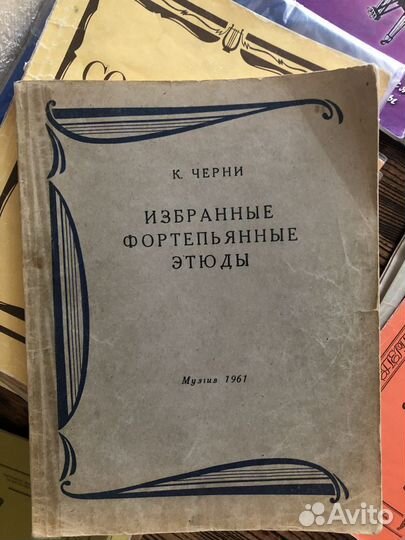 К. ЧЕРНИ
ИЗБРАННЫЕ
ФОРТЕПЬЯННЫЕ
ЭТЮДЫ
Музгиз 1961
Avito